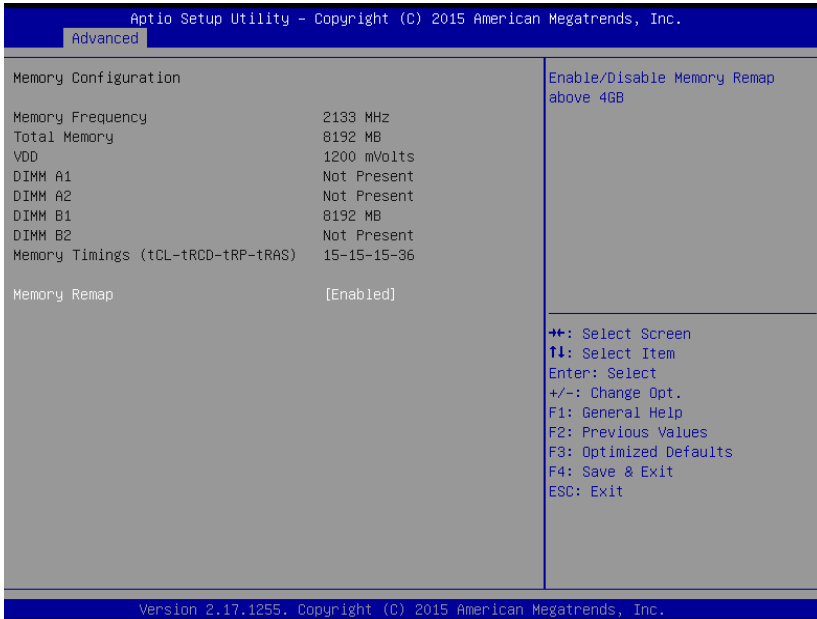 Aptio Setup Utility – Copyright (C) 2015 American Megatrends, Inc.
Advanced
Memory Configuration
Memory Frequency 2133 MHz
Total Memory 8192 MB
VDD 1200 mVolts
DIMM A1 Not Present
DIMM A2 Not Present
DIMM B1 8192 MB
DIMM B2 Not Present
Memory Timings (tCL-tRCD-tRP-tRAS) 15-15-15-36
Memory Remap [Enabled]
Enable/Disable Memory Remap
above 4GB
→←: Select Screen
↑↓: Select Item
Enter: Select
+/-: Change Opt.
F1: General Help
F2: Previous Values
F3: Optimized Defaults
F4: Save & Exit
ESC: Exit
Version 2.17.1255. Copyright (C) 2015 American Megatrends, Inc.